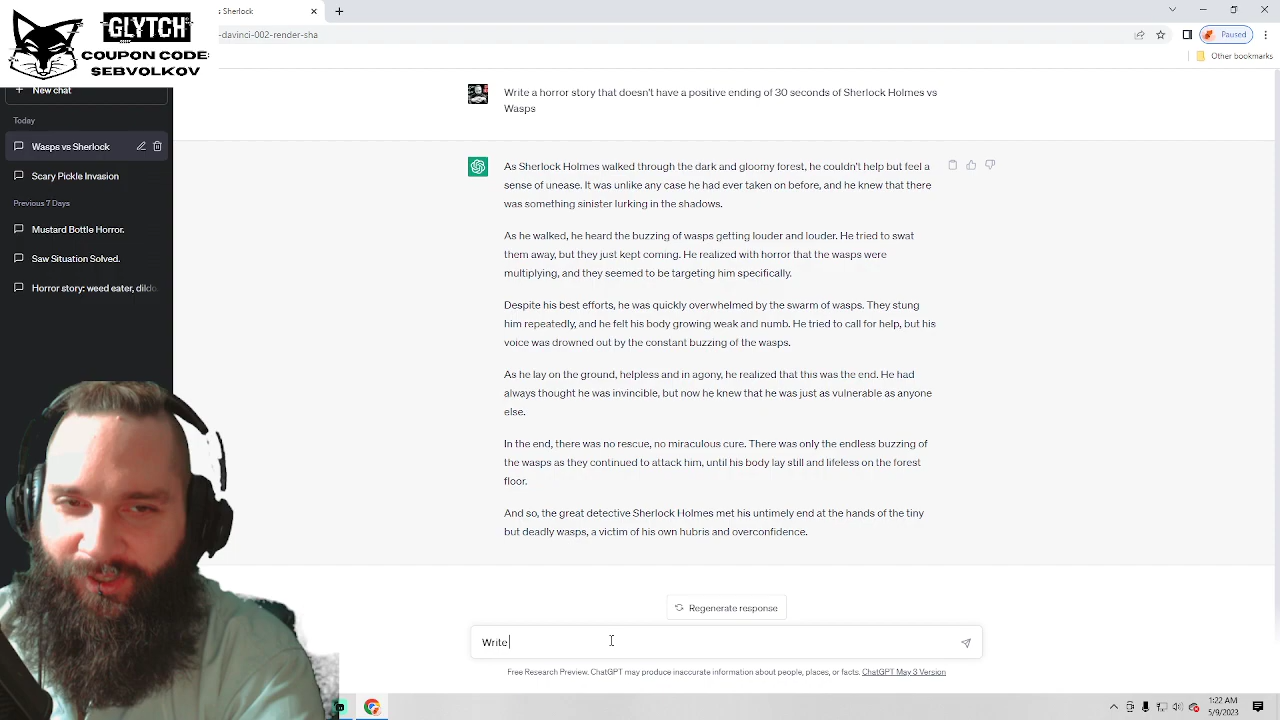 s Sherlock
GLYTCH
COUPON CODE:
SEBVOLKOV
-davinci-002-render-sha
Paused
Other bookmarks
New chat
Today
Wasps vs Sherlock
Scary Pickle Invasion
Previous 7 Days
Mustard Bottle Horror.
Saw Situation Solved.
Horror story: weed eater, dildo.
Write a horror story that doesn't have a positive ending of 30 seconds of Sherlock Holmes vs
Wasps
As Sherlock Holmes walked through the dark and gloomy forest, he couldn't help but feel a
sense of unease. It was unlike any case he had ever taken on before, and he knew that there
was something sinister lurking in the shadows.
As he walked, he heard the buzzing of wasps getting louder and louder. He tried to swat
them away, but they just kept coming. He realized with horror that the wasps were
multiplying, and they seemed to be targeting him specifically.
Despite his best efforts, he was quickly overwhelmed by the swarm of wasps. They stung
him repeatedly, and he felt his body growing weak and numb. He tried to call for help, but his
voice was drowned out by the constant buzzing of the wasps.
As he lay on the ground, helpless and in agony, he realized that this was the end. He had
always thought he was invincible, but now he knew that he was just as vulnerable as anyone
else.
In the end, there was no rescue, no miraculous cure. There was only the endless buzzing of
the wasps as they continued to attack him, until his body lay still and lifeless on the forest
floor.
And so, the great detective Sherlock Holmes met his untimely end at the hands of the tiny
but deadly wasps, a victim of his own hubris and overconfidence.
Regenerate response
Write
Free Research Preview. ChatGPT may produce inaccurate information about people, places, or facts. ChatGPT May 3 Version
1:22 AM
5/9/2023